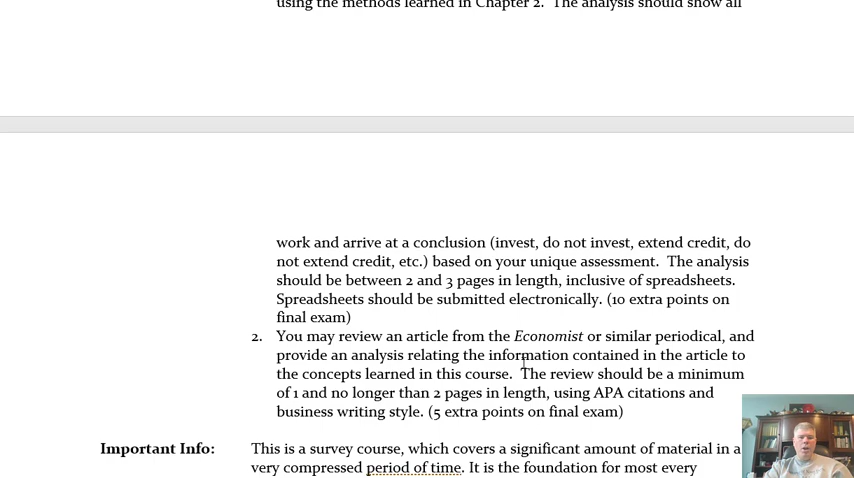 using the methods learned in Chapter 2. The analysis should show all
work and arrive at a conclusion (invest, do not invest, extend credit, do
not extend credit, etc.) based on your unique assessment. The analysis
should be between 2 and 3 pages in length, inclusive of spreadsheets.
Spreadsheets should be submitted electronically. (10 extra points on
final exam)
2. You may review an article from the Economist or similar periodical, and
provide an analysis relating the information contained in the article to
the concepts learned in this course. The review should be a minimum
of 1 and no longer than 2 pages in length, using APA citations and
business writing style. (5 extra points on final exam)
Important Info: This is a survey course, which covers a significant amount of material in a
very compressed period of time. It is the foundation for most every